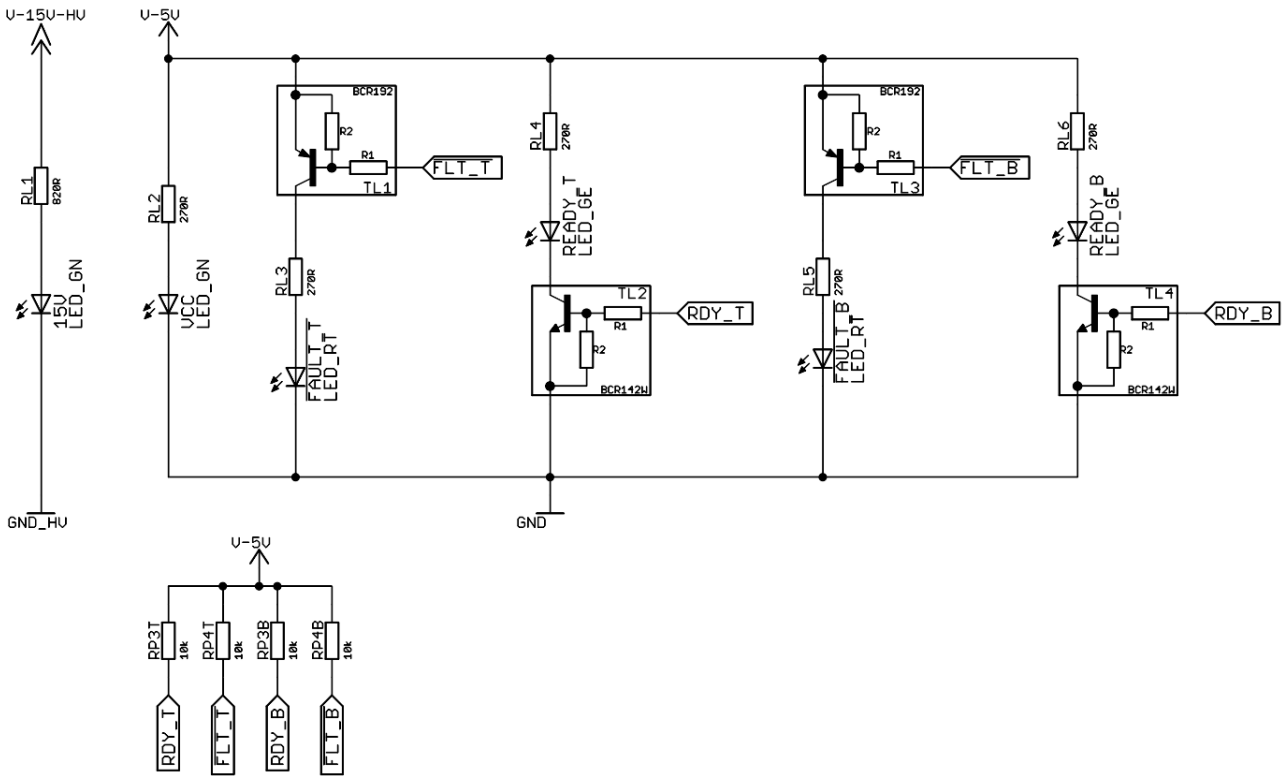 V-15V-HV
V-5V
BCR192
R2
R1
FLT_T
TL1
RL1
820R
RL2
270R
RL3
270R
RL4
270R
READY_T
LED_GE
TL2
R1
R2
BCR142W
RDY_T
BCR192
R2
R1
FLT_B
TL3
RL5
270R
RL6
270R
READY_B
LED_GE
TL4
R1
R2
BCR142W
RDY_B
15V
LED_GN
VCC
LED_GN
FAULT_T
LED_RT
FAULT_B
LED_RT
GND_HV
GND
V-5V
RP3T
10k
RP4T
10k
RP3B
10k
RP4B
10k
RDY_T
FLT_T
RDY_B
FLT_B